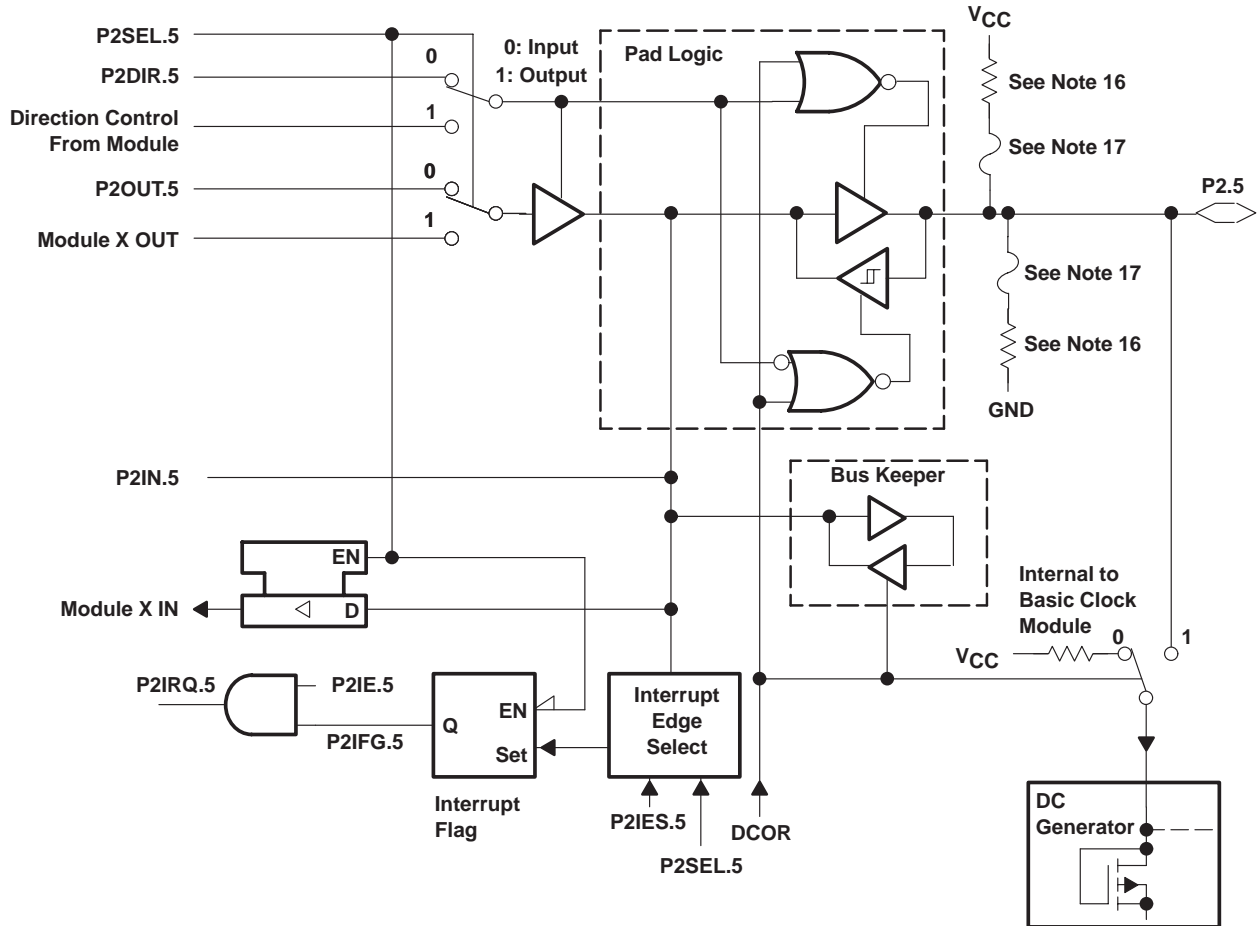 P2SEL.5
P2DIR.5
Direction Control
From Module
P2OUT.5
Module X OUT
0
1
0
1
0: Input
1: Output
Pad Logic
VCC
See Note 16
See Note 17
P2.5
See Note 17
See Note 16
GND
P2IN.5
Bus Keeper
EN
D
Module X IN
Internal to
Basic Clock
Module
0
1
VCC
P2IRQ.5
P2IE.5
P2IFG.5
Q
EN
Set
Interrupt
Flag
Interrupt
Edge
Select
P2IES.5
P2SEL.5
DCOR
DC
Generator